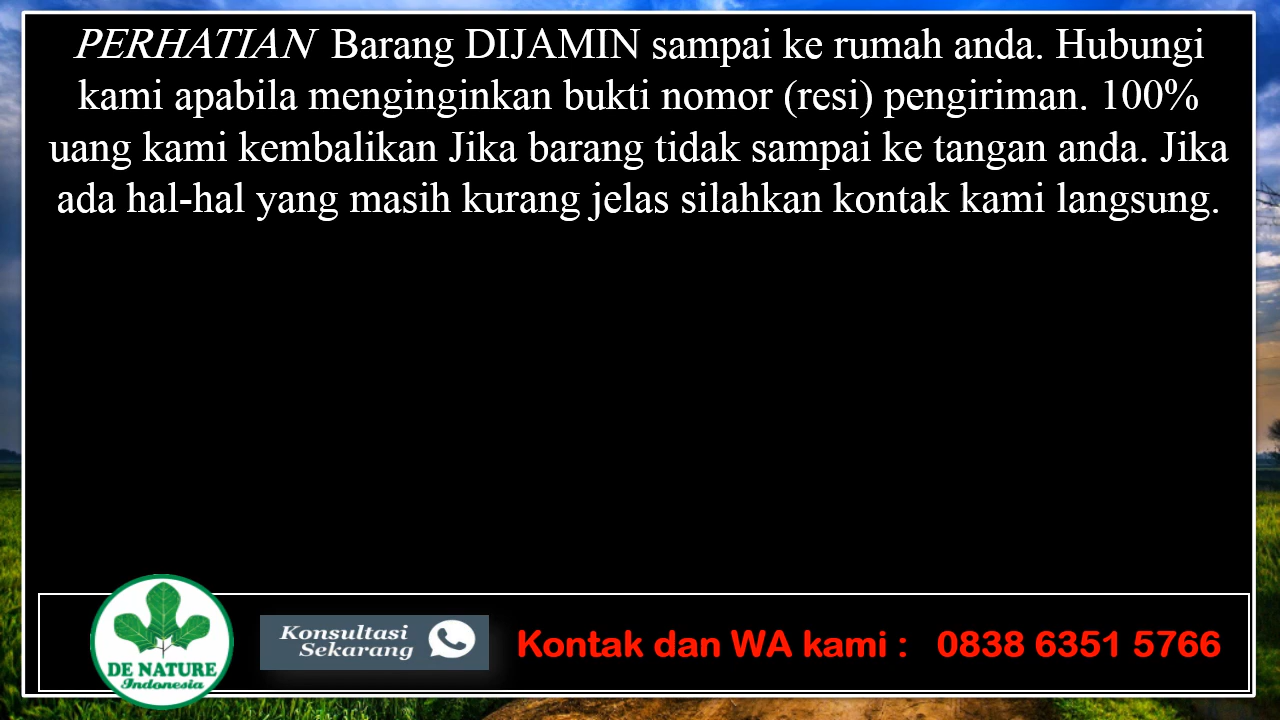 PERHATIAN Barang DIJAMIN sampai ke rumah anda. Hubungi
kami apabila menginginkan bukti nomor (resi) pengiriman. 100%
uang kami kembalikan Jika barang tidak sampai ke tangan anda. Jika
ada hal-hal yang masih kurang jelas silahkan kontak kami langsung.
DE NATURE
Indonesia
Konsultasi
Sekarang
Kontak dan WA kami : 0838 6351 5766